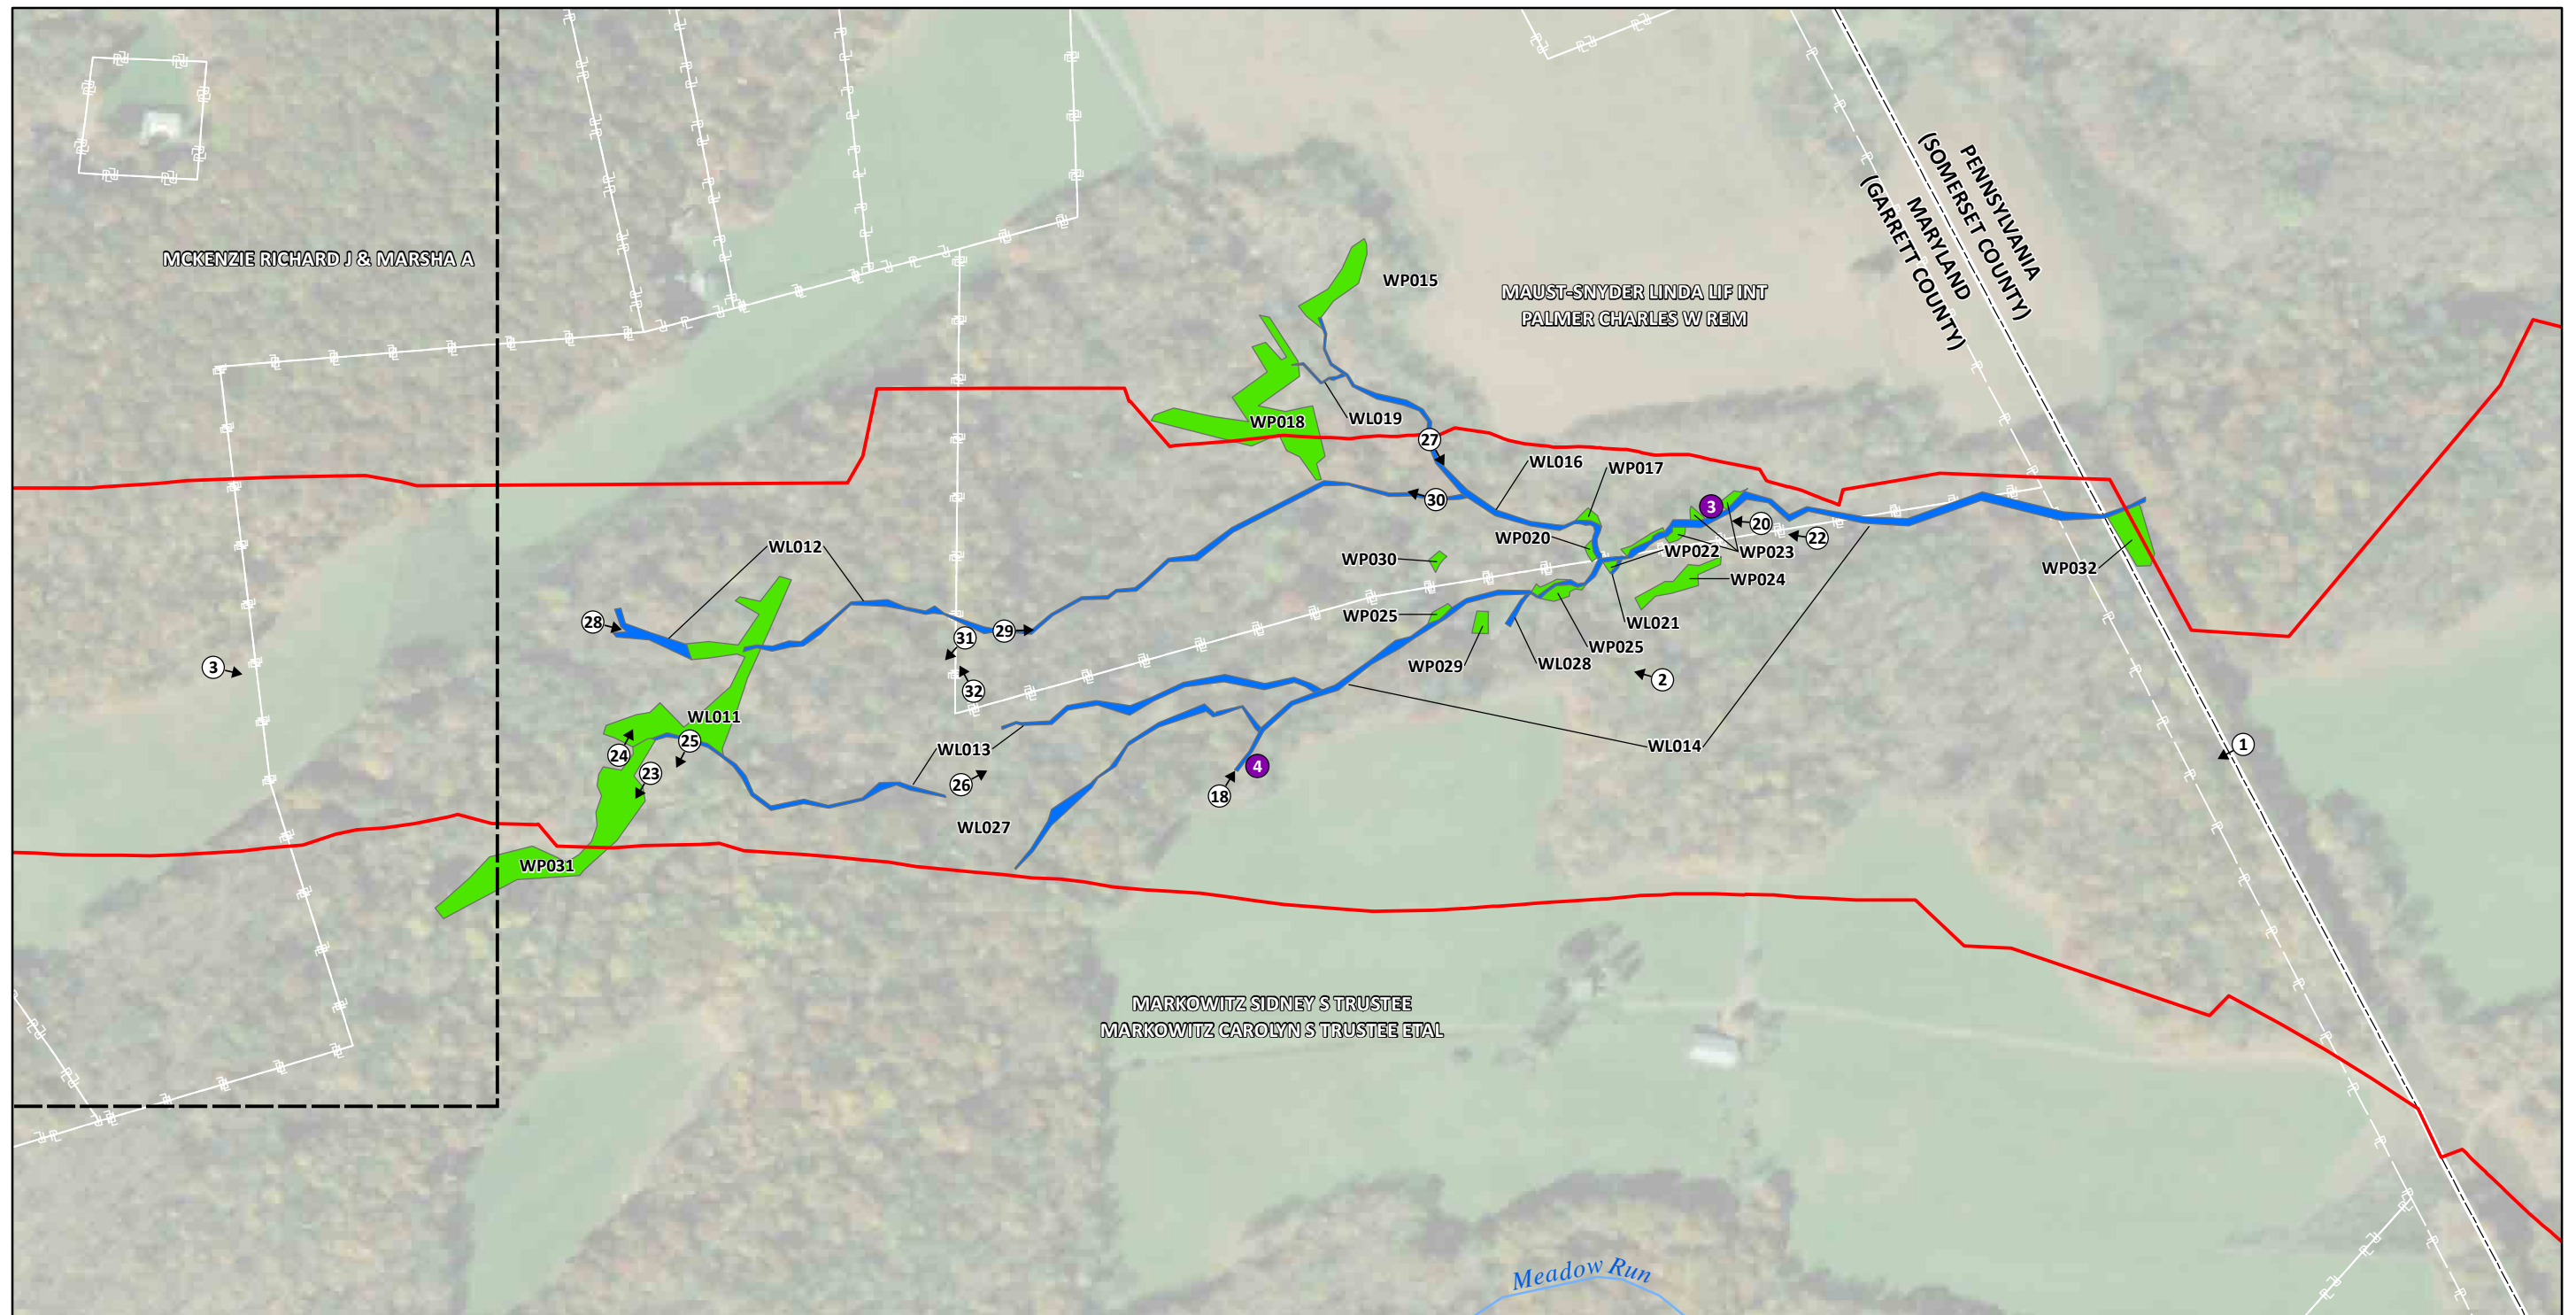 PENNSYLVANIA
(SOMERSET COUNTY)
MARYLAND
(GARRETT COUNTY)
MCKENZIE RICHARD J & MARSHA A
WP015
MAUST-SNYDER LINDA LIF INT
PALMER CHARLES W REM
WL019
WP018
27
WL016
WP017
30
3
20
22
WP020
WP022
WP023
WL012
WP030
WP024
WP032
28
29
31
WP025
WL021
WP025
WL028
WP029
3
32
2
WL011
24
25
23
WL013
WL014
1
26
18
4
WL027
WP031
MARKOWITZ SIDNEY S TRUSTEE
MARKOWITZ CAROLYN S TRUSTEE ETAL
Meadow Run